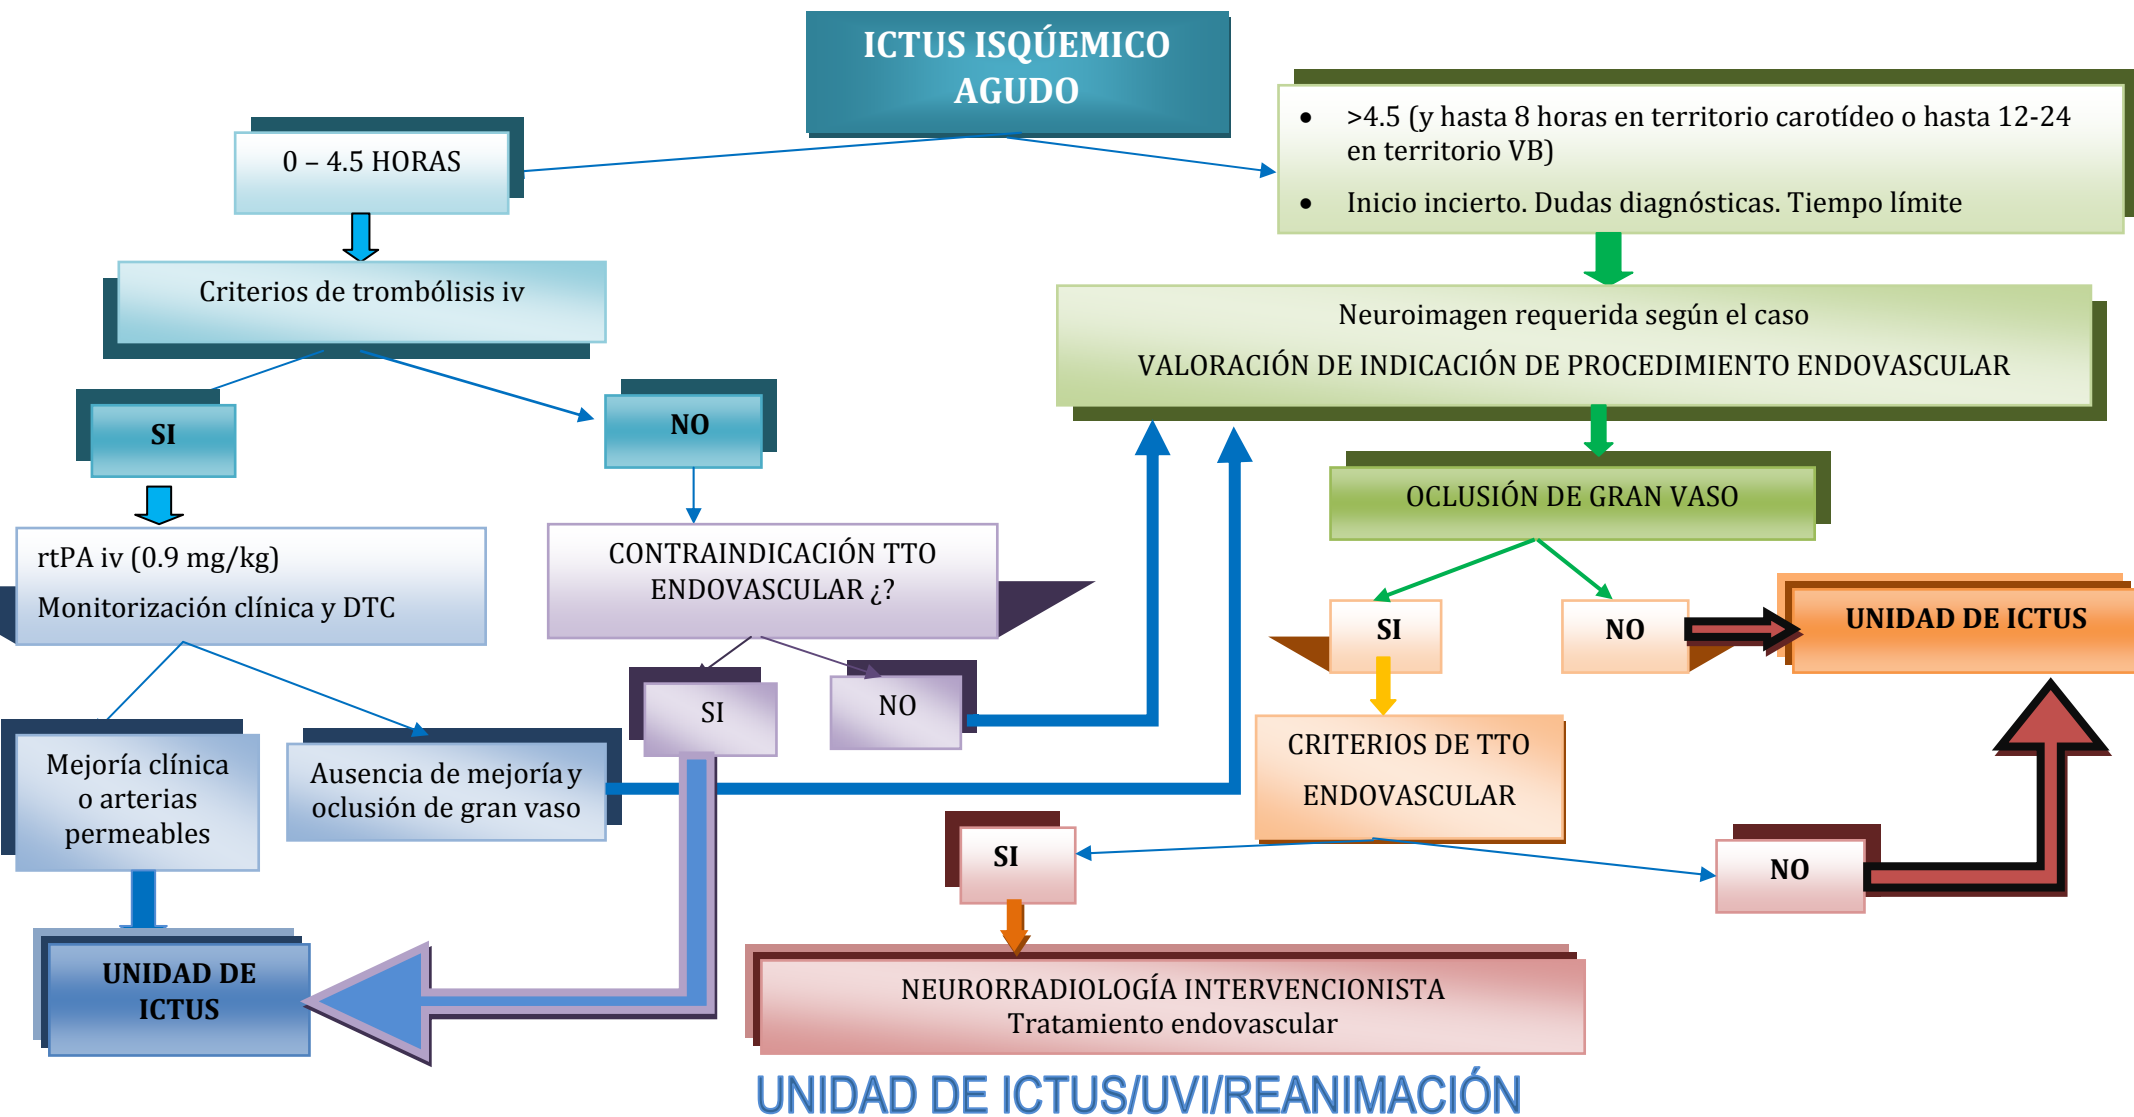 ICTUS ISQÚEMICO
AGUDO
0 – 4.5 HORAS
• >4.5 (y hasta 8 horas en territorio carotídeo o hasta 12-24
en territorio VB)
• Inicio incierto. Dudas diagnósticas. Tiempo límite
Criterios de trombólisis iv
Neuroimagen requerida según el caso
VALORACIÓN DE INDICACIÓN DE PROCEDIMIENTO ENDOVASCULAR
SI
NO
OCLUSIÓN DE GRAN VASO
rtPA iv (0.9 mg/kg)
Monitorización clínica y DTC
CONTRAINDICACIÓN TTO
ENDOVASCULAR ¿?
SI
NO
UNIDAD DE ICTUS
SI
NO
Mejoría clínica
o arterias
permeables
Ausencia de mejoría y
oclusión de gran vaso
CRITERIOS DE TTO
ENDOVASCULAR
SI
NO
UNIDAD DE
ICTUS
NEURORRADIOLOGÍA INTERVENCIONISTA
Tratamiento endovascular
UNIDAD DE ICTUS/UVI/REANIMACIÓN